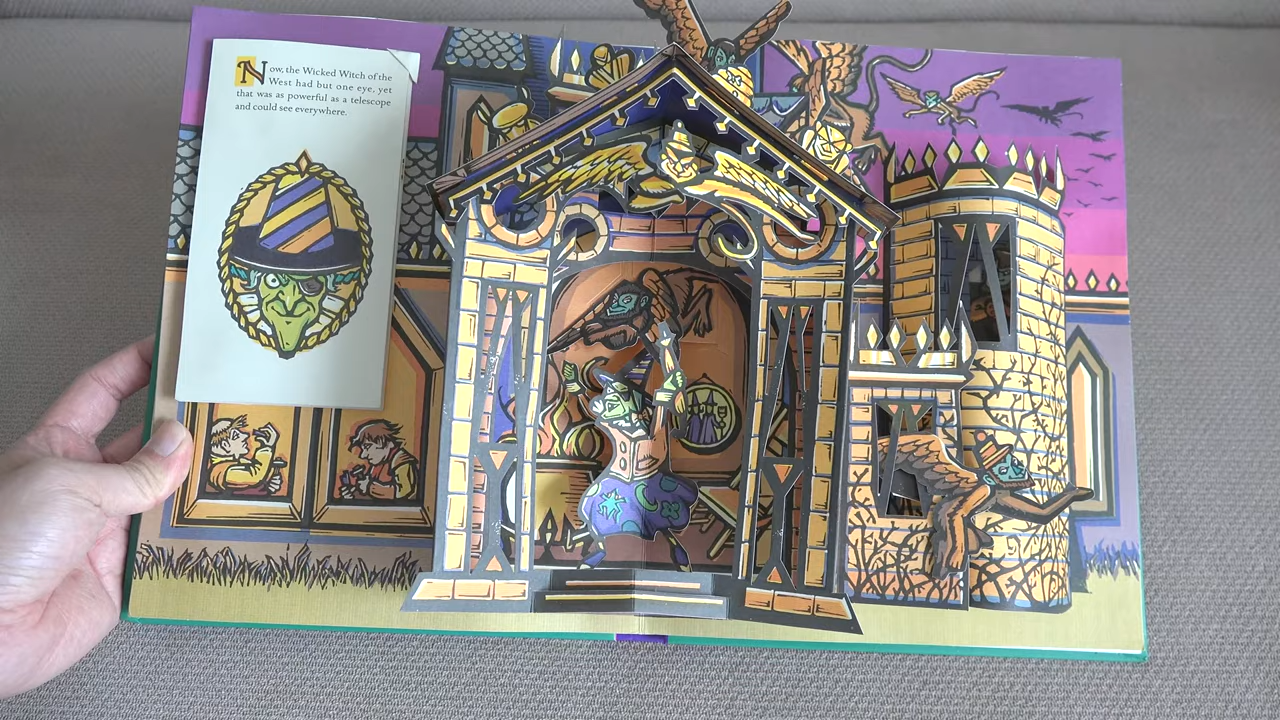 Now, the Wicked Witch of the
West had but one eye, yet
that was as powerful as a telescope
and could see everywhere.